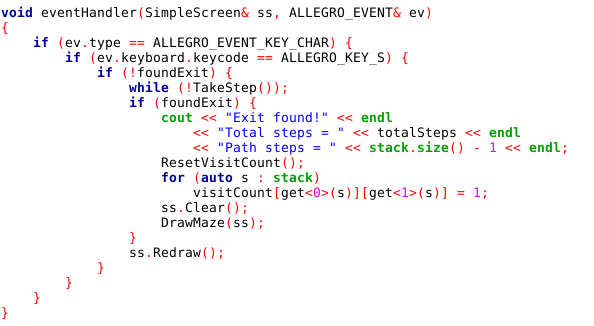 void eventHandler(SimpleScreen& ss, ALLEGRO_EVENT& ev)
{
    if (ev.type == ALLEGRO_EVENT_KEY_CHAR) {
        if (ev.keyboard.keycode == ALLEGRO_KEY_S) {
            if (!foundExit) {
                while (!TakeStep());
                if (foundExit) {
                    cout << "Exit found!" << endl
                        << "Total steps = " << totalSteps << endl
                        << "Path steps = " << stack.size() - 1 << endl;
                    ResetVisitCount();
                    for (auto s : stack)
                        visitCount[get<0>(s)][get<1>(s)] = 1;
                    ss.Clear();
                    DrawMaze(ss);
                }
                ss.Redraw();
            }
        }
    }
}